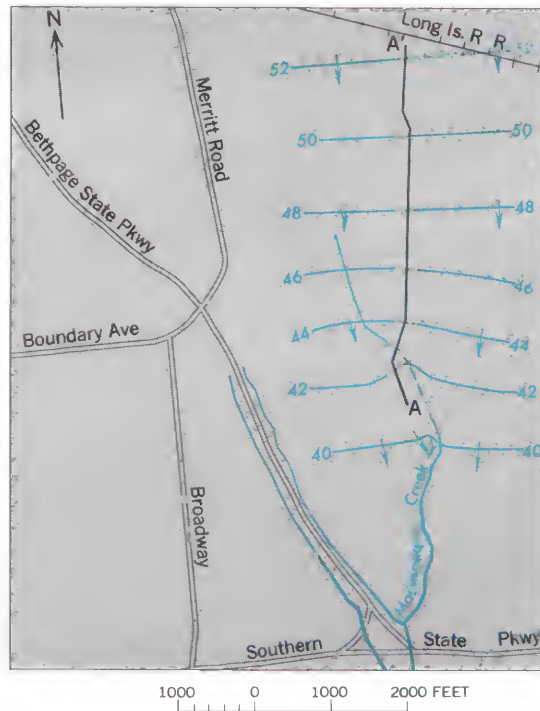 N
Long Is. R R
A'
52
Merritt Road
50 50
Bethpage State Pkwy
48 48
46 46
44 44
Boundary Ave
42 42
A
40 40
Creek
Broadway
Southern State Pkwy
1000 0 1000 2000 FEET